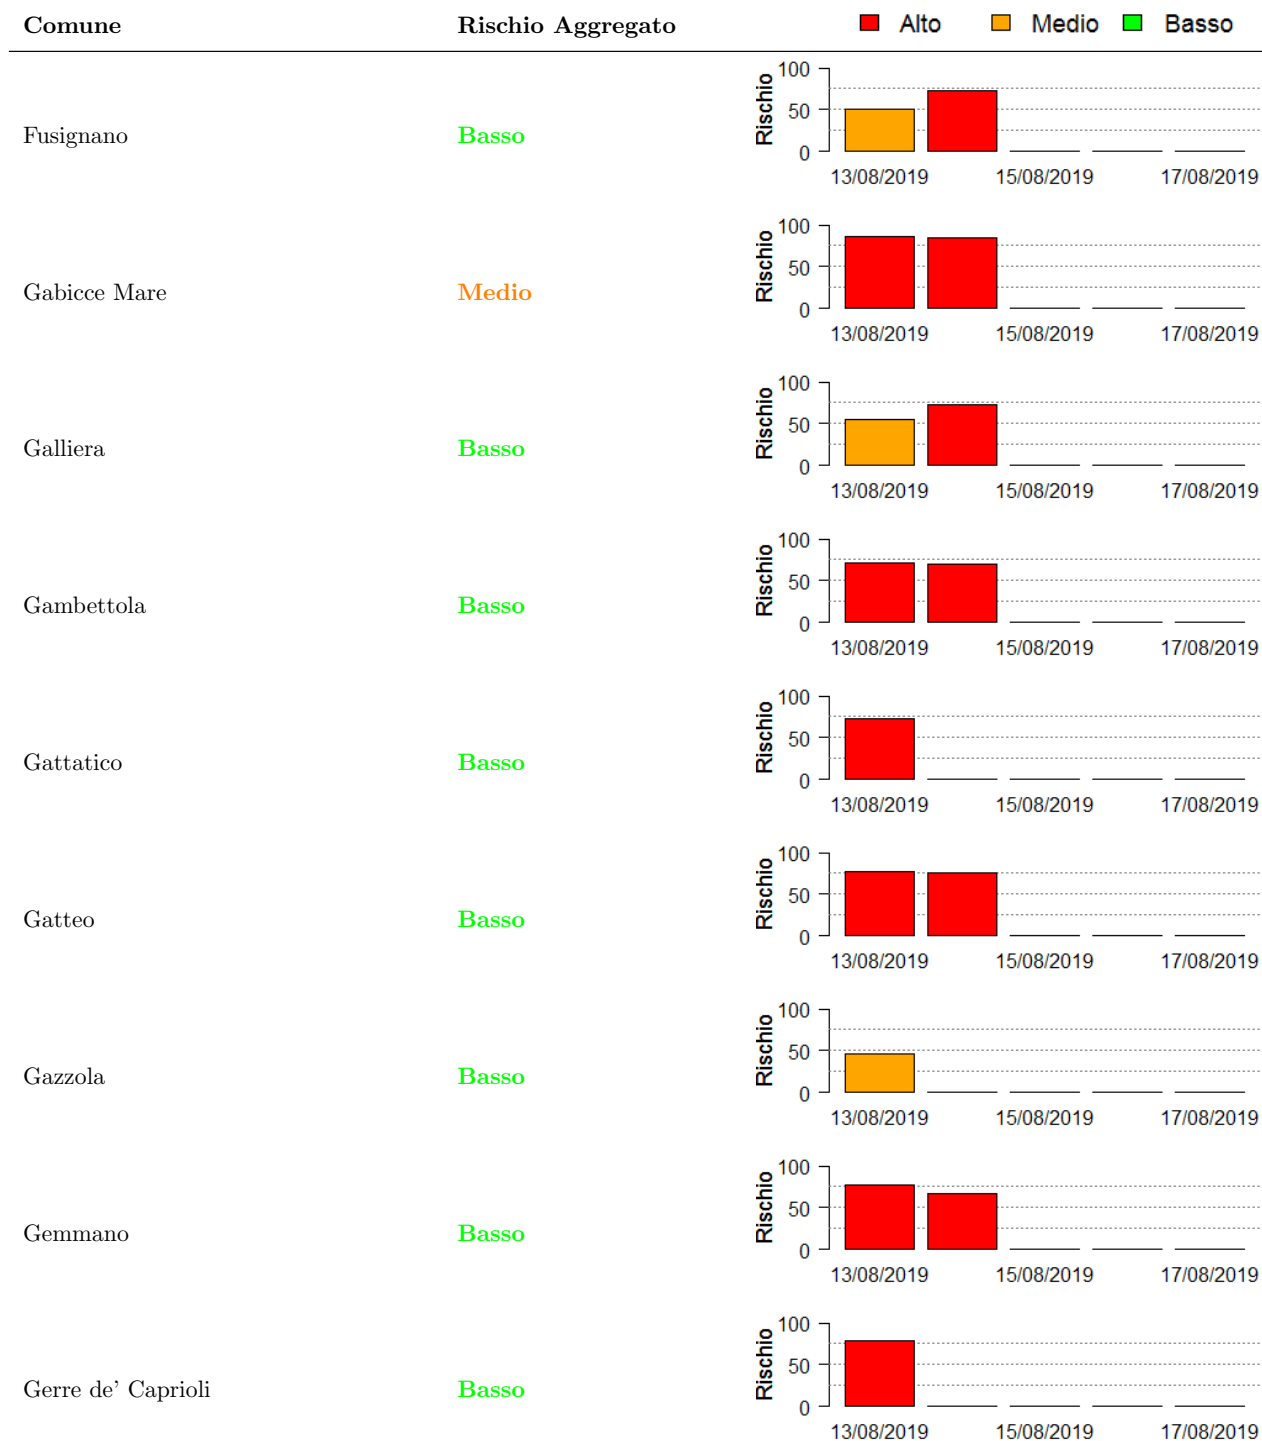 Comune Rischio Aggregato Alto Medio Basso
100
50
0
Rischio
Fusignano Basso
13/08/2019 15/08/2019 17/08/2019
100
50
0
Rischio
Gabicce Mare Medio
13/08/2019 15/08/2019 17/08/2019
100
50
0
Rischio
Galliera Basso
13/08/2019 15/08/2019 17/08/2019
100
50
0
Rischio
Gambettola Basso
13/08/2019 15/08/2019 17/08/2019
100
50
0
Rischio
Gattatico Basso
13/08/2019 15/08/2019 17/08/2019
100
50
0
Rischio
Gatteo Basso
13/08/2019 15/08/2019 17/08/2019
100
50
0
Rischio
Gazzola Basso
13/08/2019 15/08/2019 17/08/2019
100
50
0
Rischio
Gemmano Basso
13/08/2019 15/08/2019 17/08/2019
100
50
0
Rischio
Gerre de' Caprioli Basso
13/08/2019 15/08/2019 17/08/2019